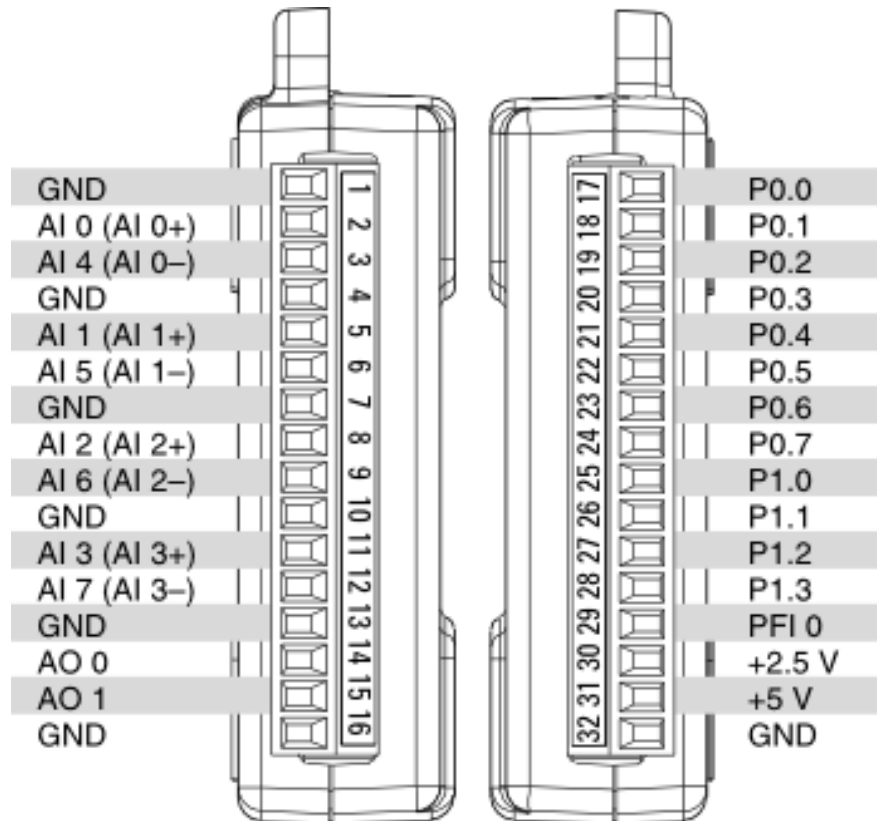 GND 1 17 P0.0
AI 0 (AI 0+) 2 18 P0.1
AI 4 (AI 0–) 3 19 P0.2
GND 4 20 P0.3
AI 1 (AI 1+) 5 21 P0.4
AI 5 (AI 1–) 6 22 P0.5
GND 7 23 P0.6
AI 2 (AI 2+) 8 24 P0.7
AI 6 (AI 2–) 9 25 P1.0
GND 10 26 P1.1
AI 3 (AI 3+) 11 27 P1.2
AI 7 (AI 3–) 12 28 P1.3
GND 13 29 PFI 0
AO 0 14 30 +2.5 V
AO 1 15 31 +5 V
GND 16 32 GND